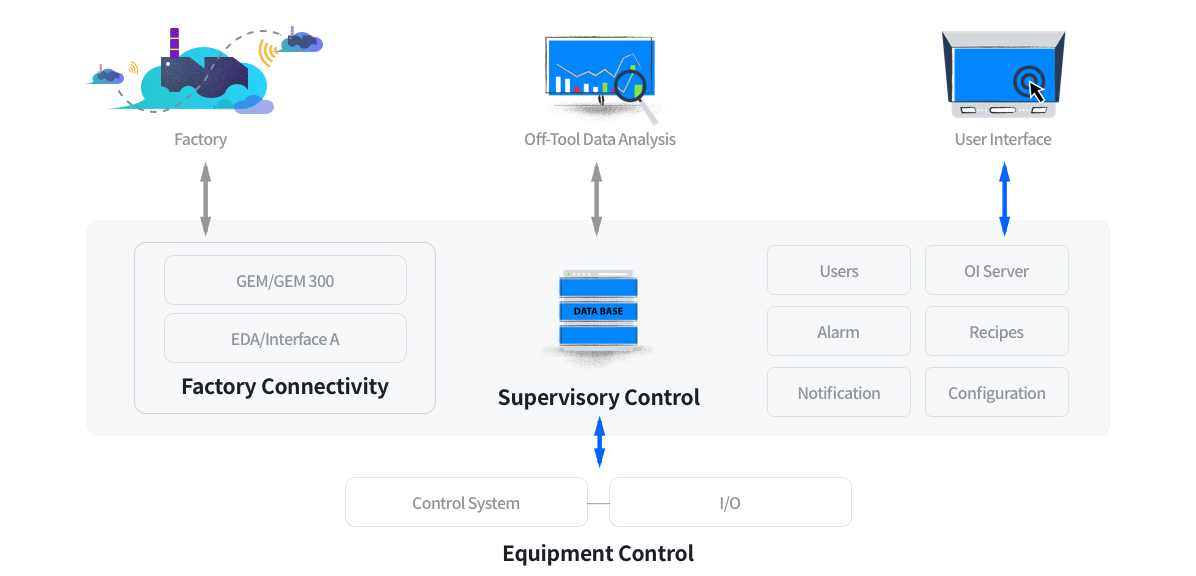 Factory
Off-Tool Data Analysis
User Interface
GEM/GEM 300
EDA/Interface A
Factory Connectivity
DATA BASE
Supervisory Control
Users
OI Server
Alarm
Recipes
Notification
Configuration
Control System
I/O
Equipment Control